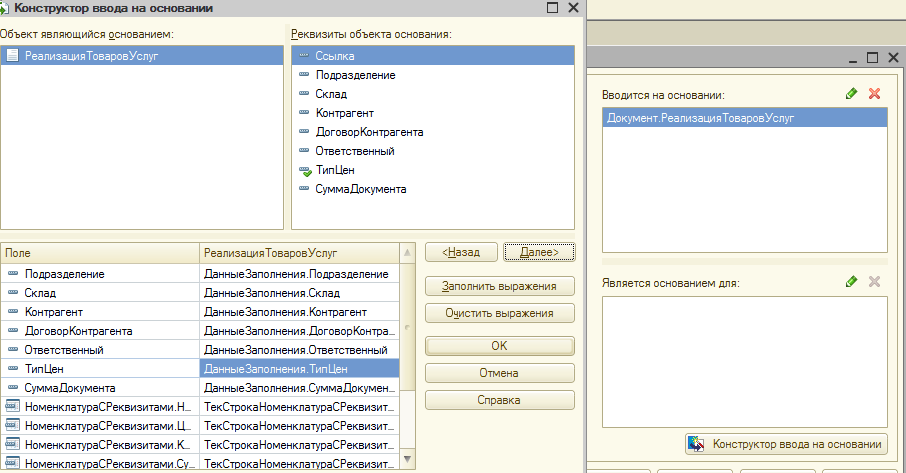 Конструктор ввода на основании
Объект являющийся основанием:
РеализацияТоваровУслуг
Реквизиты объекта основания:
Ссылка
Подразделение
Склад
Контрагент
ДоговорКонтрагента
Ответственный
ТипЦен
СуммаДокумента
Поле РеализацияТоваровУслуг
Подразделение ДанныеЗаполнения.Подразделение
Склад ДанныеЗаполнения.Склад
Контрагент ДанныеЗаполнения.Контрагент
ДоговорКонтрагента ДанныеЗаполнения.ДоговорКонтра...
Ответственный ДанныеЗаполнения.Ответственный
ТипЦен ДанныеЗаполнения.ТипЦен
СуммаДокумента ДанныеЗаполнения.СуммаДокумен...
НоменклатураСРеквизитами.Н... ТекСтрокаНоменклатураСРеквизит...
НоменклатураСРеквизитами.Ц... ТекСтрокаНоменклатураСРеквизит...
НоменклатураСРеквизитами.К... ТекСтрокаНоменклатураСРеквизит...
НоменклатураСРеквизитами.Су... ТекСтрокаНоменклатураСРеквизит...
<Назад
Далее>
Заполнить выражения
Очистить выражения
OK
Отмена
Справка
Вводится на основании:
Документ.РеализацияТоваровУслуг
Является основанием для:
Конструктор ввода на основании